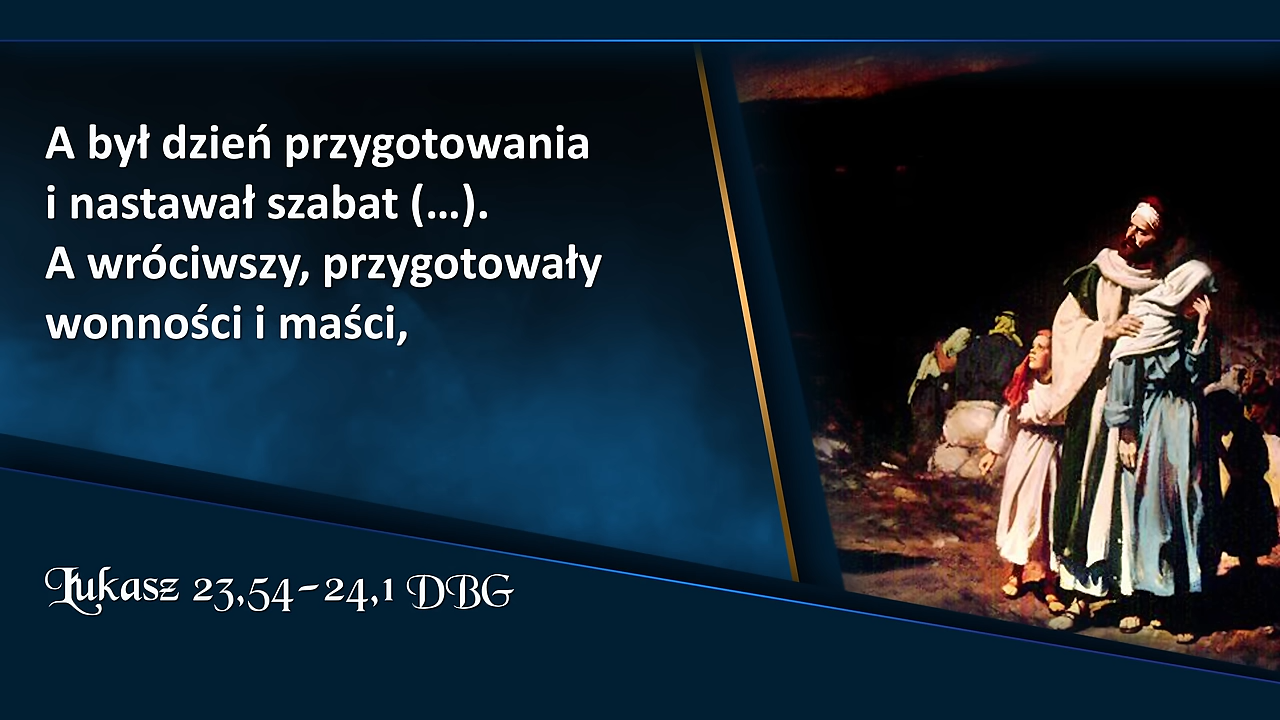 A był dzień przygotowania
i nastawał szabat (...).
A wróciwszy, przygotowały
wonności i maści,
Łukasz 23,54-24,1 DBG